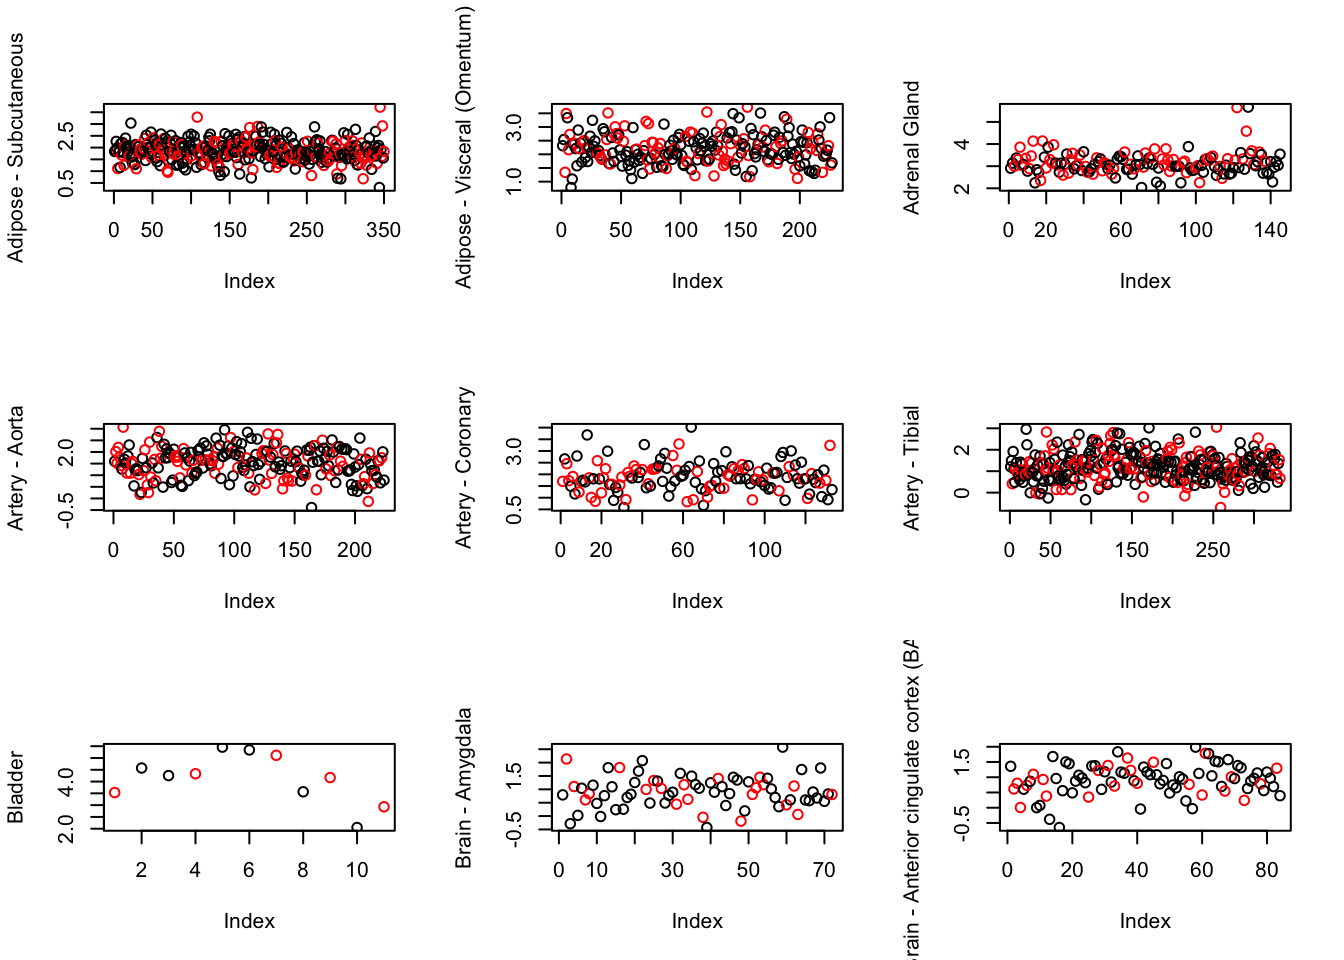 Adipose - Subcutaneous
0.5 2.5
0 50 150 250 350
Index
Adipose - Visceral (Omentum)
1.0 3.0
0 50 100 150 200
Index
Adrenal Gland
2 4
0 20 60 100 140
Index
Artery - Aorta
-0.5 2.0
0 50 100 150 200
Index
Artery - Coronary
0.5 3.0
0 20 60 100
Index
Artery - Tibial
0 2
0 50 150 250
Index
Bladder
2.0 4.0
2 4 6 8 10
Index
Brain - Amygdala
-0.5 1.5
0 10 30 50 70
Index
rain - Anterior cingulate cortex (BA
-0.5 1.5
0 20 40 60 80
Index